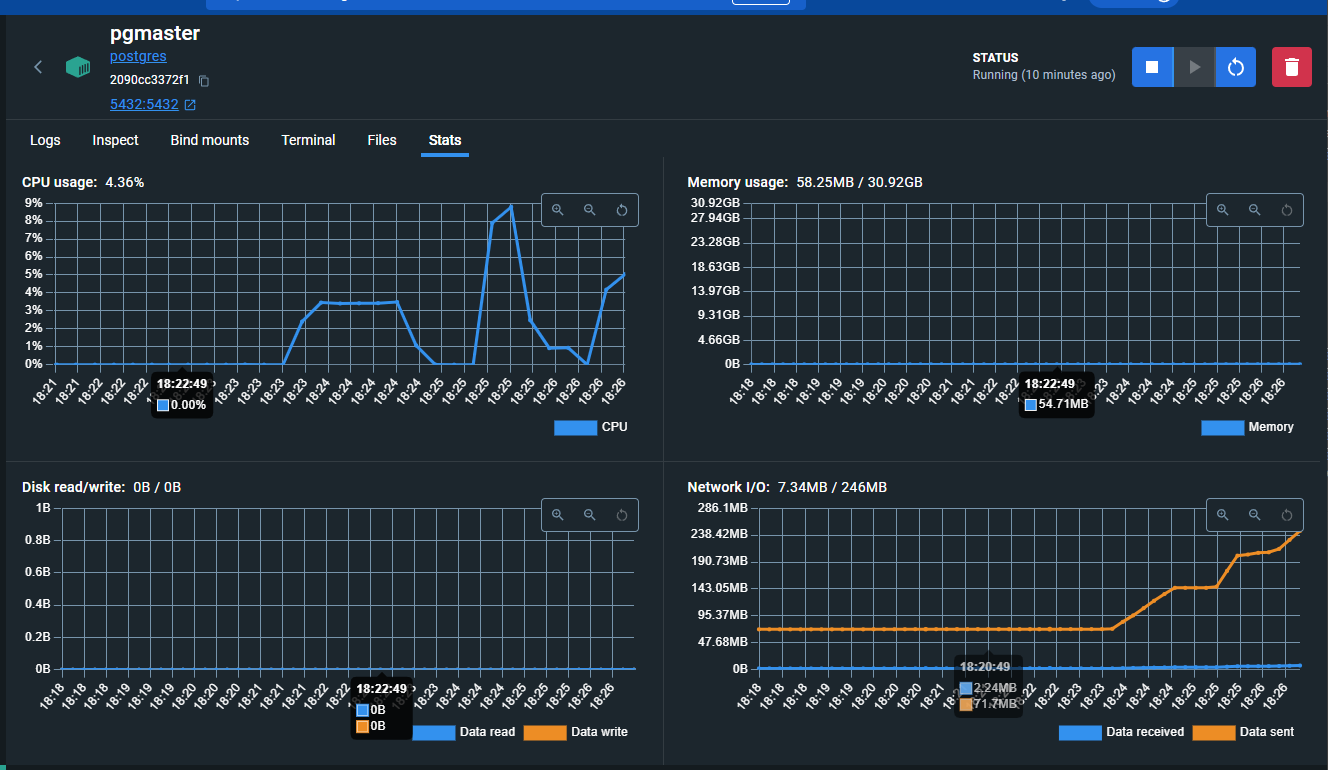 pgmaster
postgres
2090cc3372f1
5432:5432
STATUS
Running (10 minutes ago)
Logs Inspect Bind mounts Terminal Files Stats
CPU usage: 4.36%
9%
8%
7%
6%
5%
4%
3%
2%
1%
0%
18:21 18:21 18:22 18:22 18:22 18:23 18:23 18:23 18:24 18:24 18:24 18:24 18:25 18:25 18:25 18:25 18:26 18:26 18:26 18:26
18:22:49
0.00%
CPU
Memory usage: 58.25MB / 30.92GB
30.92GB
27.94GB
23.28GB
18.63GB
13.97GB
9.31GB
4.66GB
0B
18:18 18:18 18:18 18:19 18:19 18:19 18:20 18:20 18:20 18:21 18:21 18:22 18:22 18:23 18:24 18:24 18:24 18:25 18:25 18:25 18:26 18:26
18:22:49
54.71MB
Memory
Disk read/write: 0B / 0B
1B
0.8B
0.6B
0.4B
0.2B
0B
18:18 18:18 18:18 18:19 18:19 18:19 18:20 18:20 18:20 18:21 18:21 18:22 18:22 18:23 18:24 18:24 18:24 18:25 18:25 18:25 18:26 18:26
18:22:49
0B
0B
Data read Data write
Network I/O: 7.34MB / 246MB
286.1MB
238.42MB
190.73MB
143.05MB
95.37MB
47.68MB
0B
18:18 18:18 18:18 18:19 18:19 18:19 18:20 18:20 18:21 18:22 18:22 18:23 18:23 18:24 18:24 18:25 18:25 18:25 18:26 18:26
18:20:49
2.24MB
71.7MB
Data received Data sent